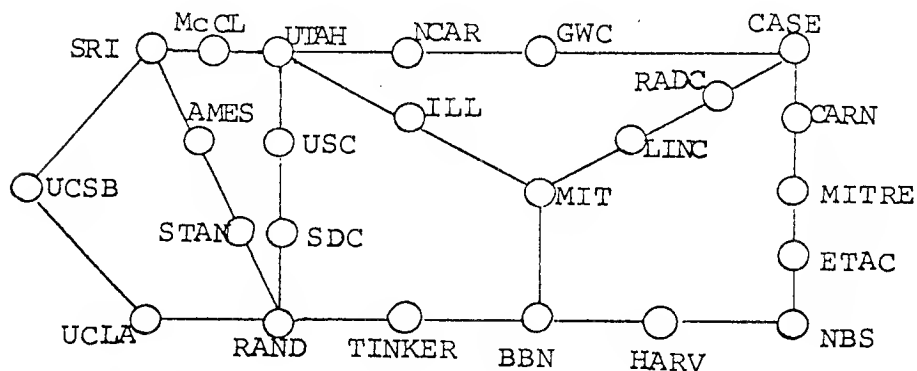 McCL
SRI
UTAH
NCAR
GWC
CASE
RADC
AMES
ILL
CARN
USC
LINC
UCSB
MIT
MITRE
STAN
SDC
ETAC
UCLA
RAND
TINKER
BBN
HARV
NBS